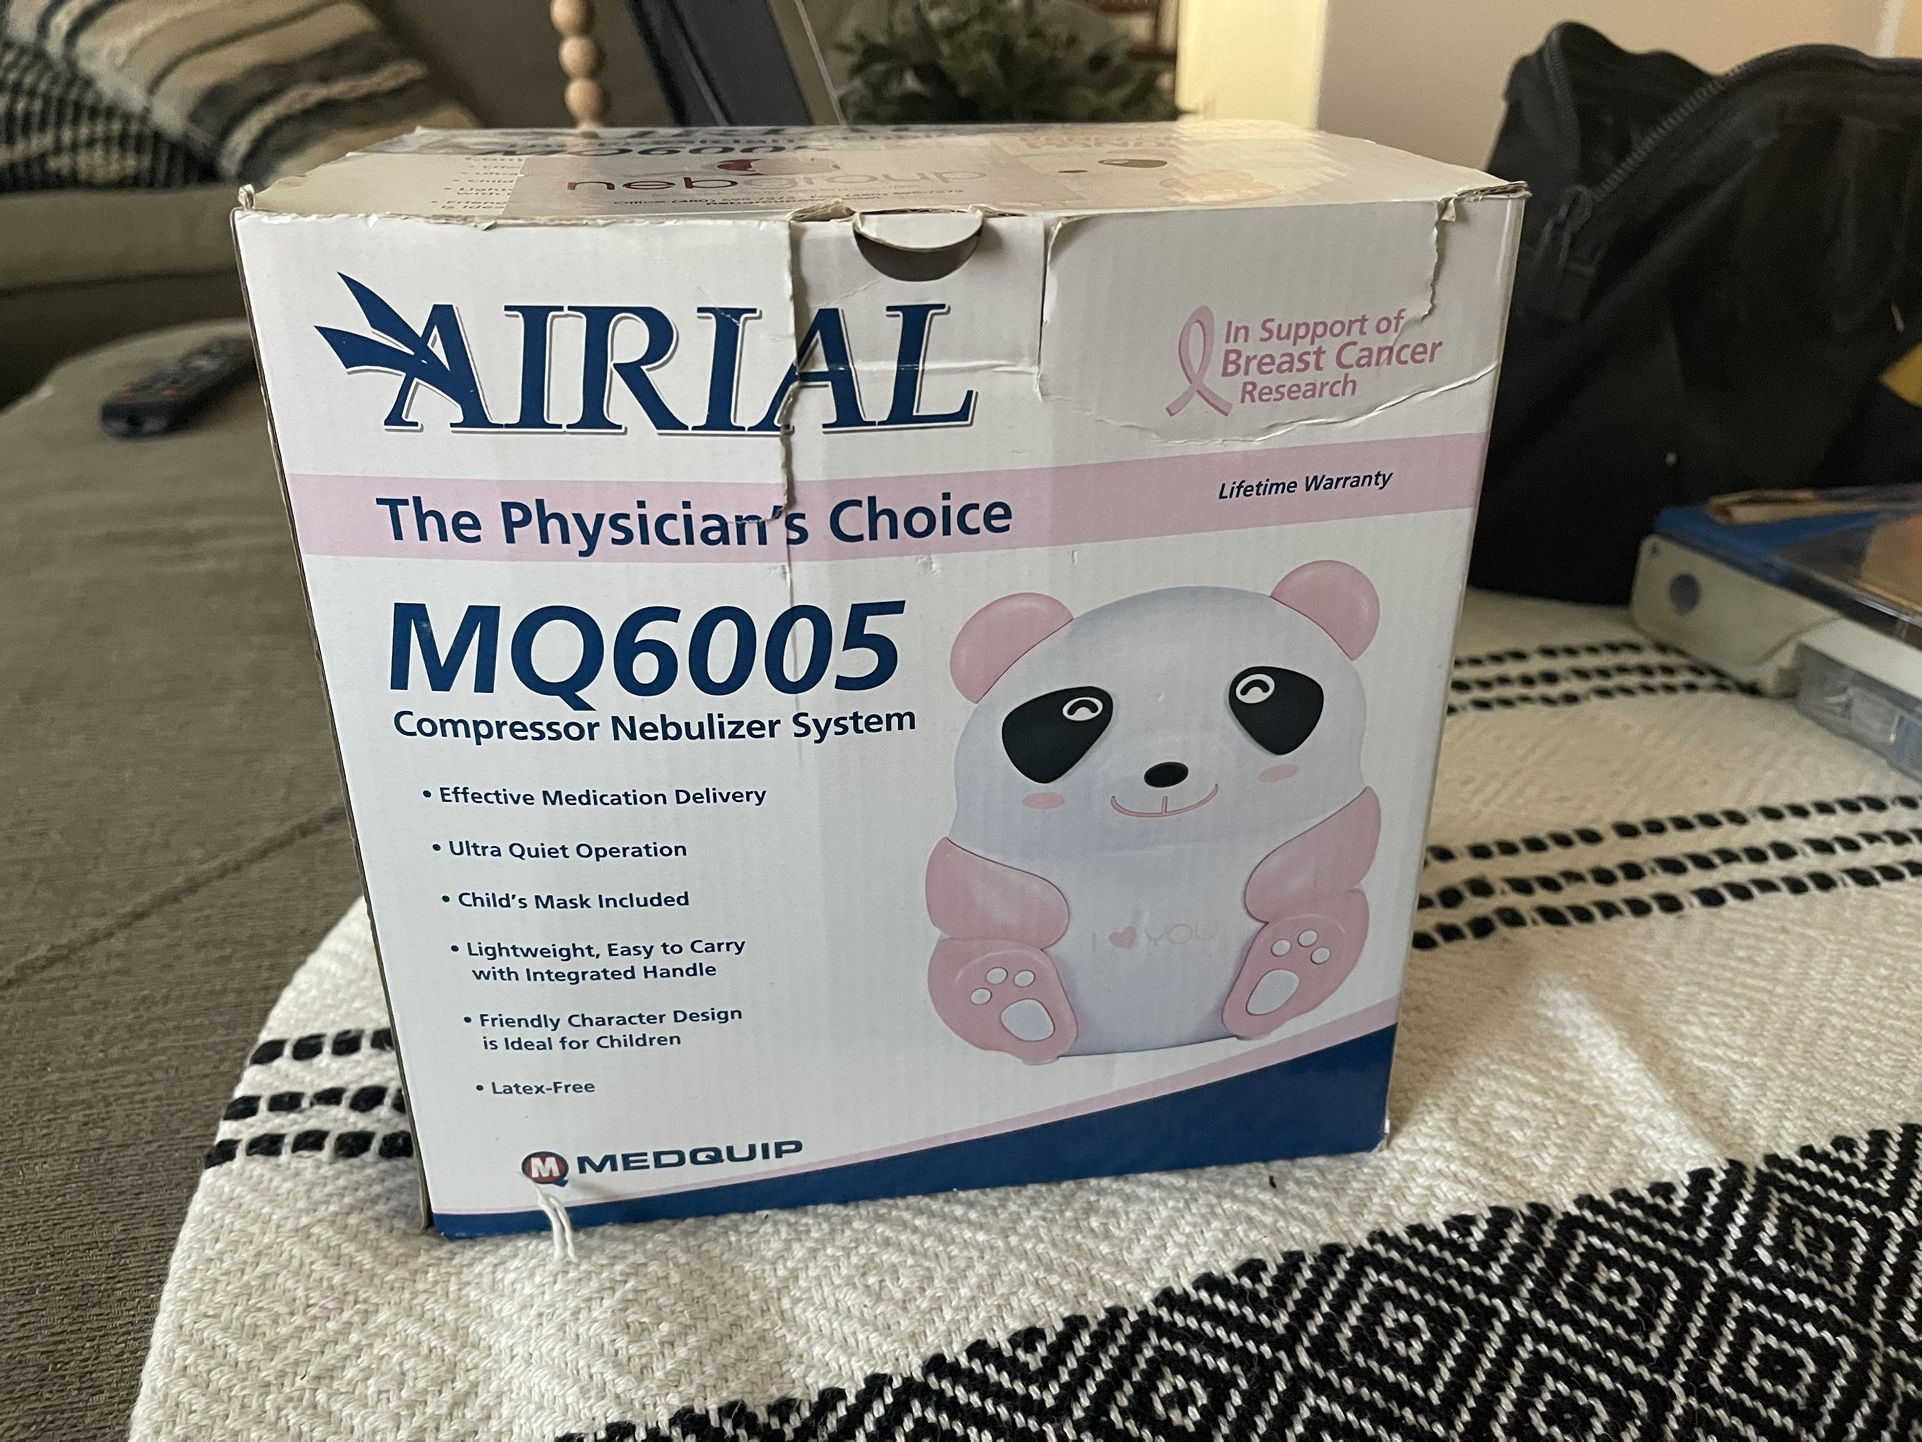 nebgroup
AIRIAL
In Support of
Breast Cancer
Research
The Physician's Choice
Lifetime Warranty
MQ6005
Compressor Nebulizer System
• Effective Medication Delivery
• Ultra Quiet Operation
• Child's Mask Included
• Lightweight, Easy to Carry
with Integrated Handle
• Friendly Character Design
is Ideal for Children
• Latex-Free
I ♥ YOU
M MEDQUIP